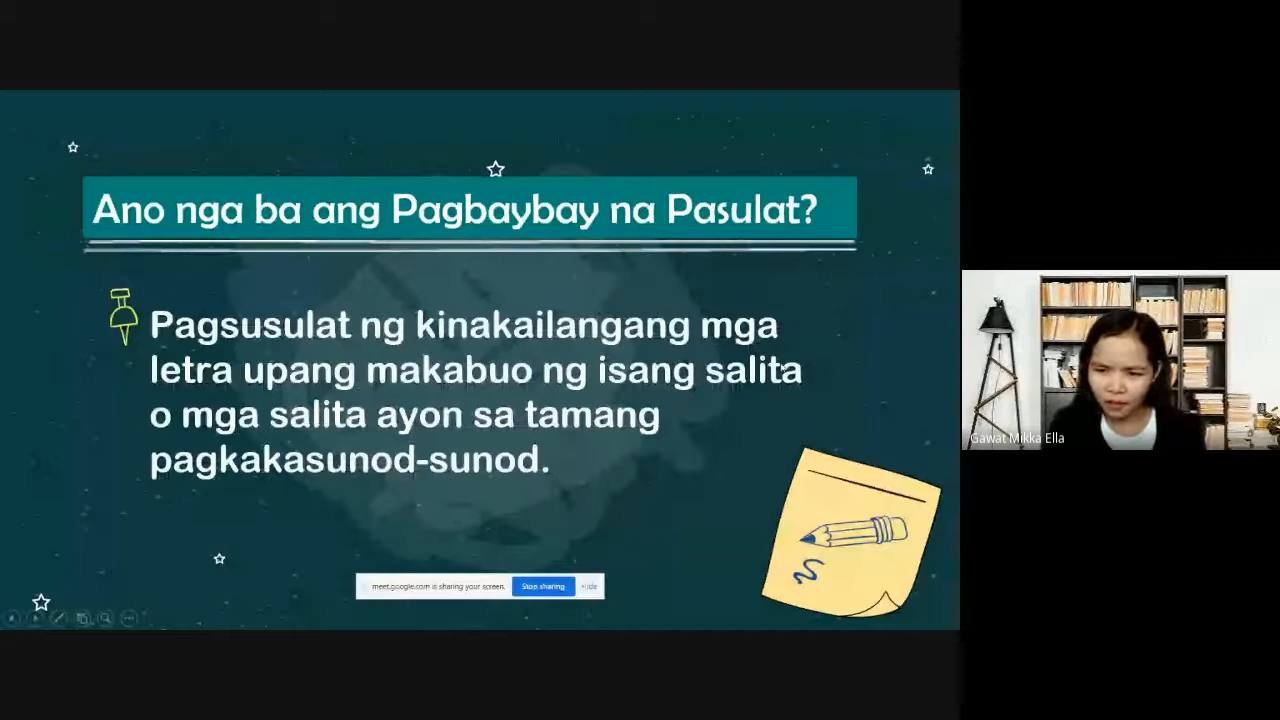 Ano nga ba ang Pagbaybay na Pasulat?
Pagsusulat ng kinakailangang mga
letra upang makabuo ng isang salita
o mga salita ayon sa tamang
pagkakasunod-sunod.
meet.google.com is sharing your screen. Stop sharing Hide
Gawat Mikka Ella